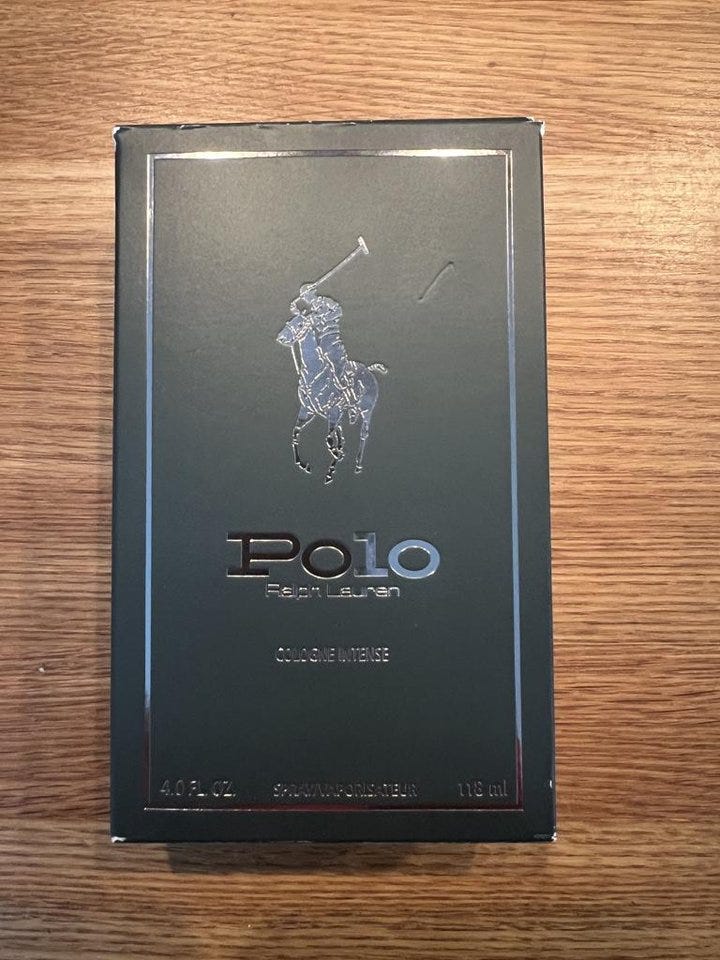 Polo
Ralph Lauren
COLOGNE INTENSE
4.0 FL. OZ. SPRAY/VAPORISATEUR 118 ml